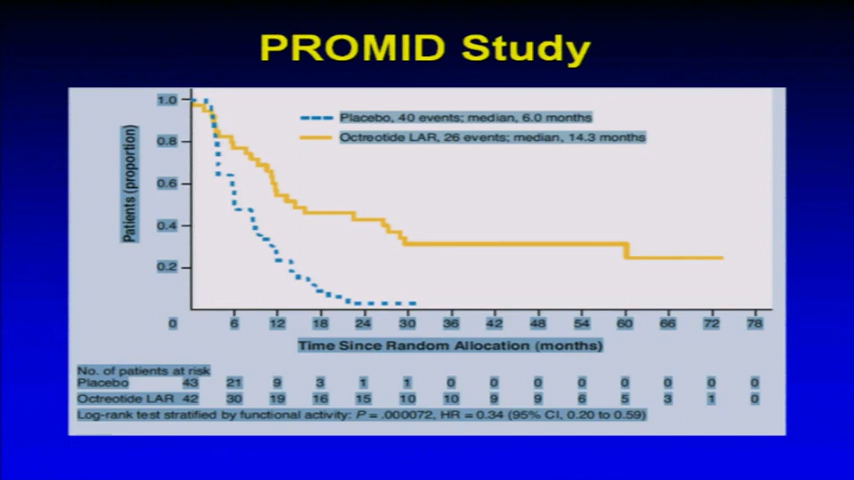 PROMID Study
1.0
0.8
0.6
0.4
0.2
Patients (proportion)
Placebo, 40 events; median, 6.0 months
Octreotide LAR, 26 events; median, 14.3 months
0 6 12 18 24 30 36 42 48 54 60 66 72 78
Time Since Random Allocation (months)
No. of patients at risk
Placebo 43 21 9 3 1 1 0 0 0 0 0 0 0 0
Octreotide LAR 42 30 19 16 15 10 10 9 9 6 5 3 1 0
Log-rank test stratified by functional activity: P = .000072, HR = 0.34 (95% CI, 0.20 to 0.59)